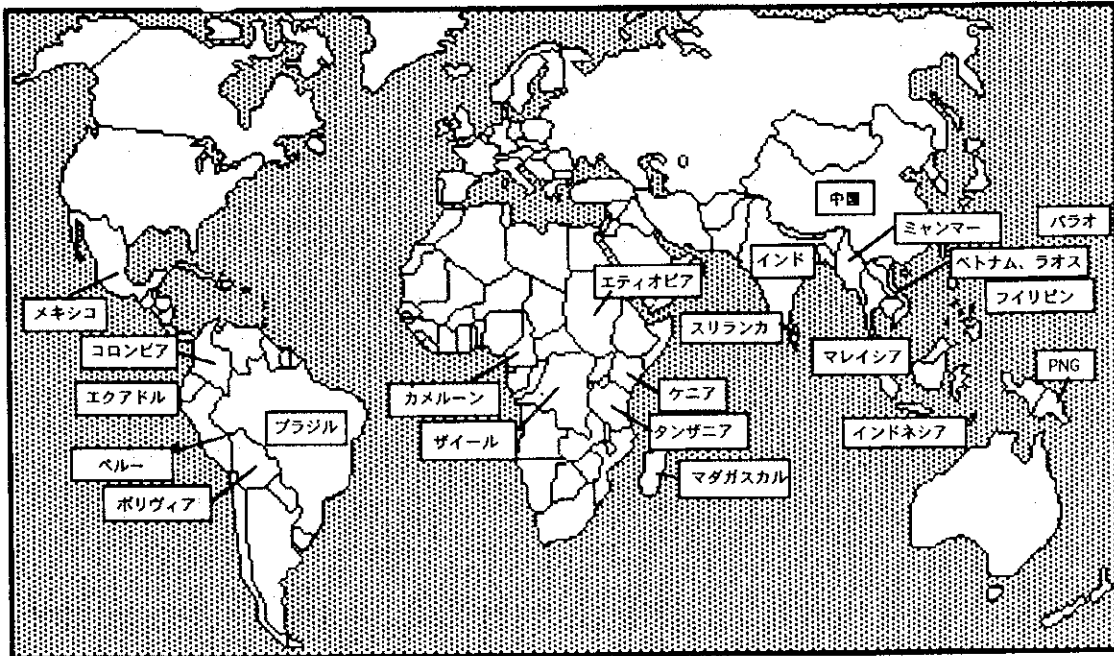 中国
パラオ
ミャンマー
インド
ベトナム、ラオス
エティオピア
フイリピン
メキシコ
スリランカ
コロンビア
マレイシア
PNG
エクアドル
カメルーン
ケニア
ブラジル
タンザニア
インドネシア
ザイール
ペルー
マダガスカル
ボリヴィア